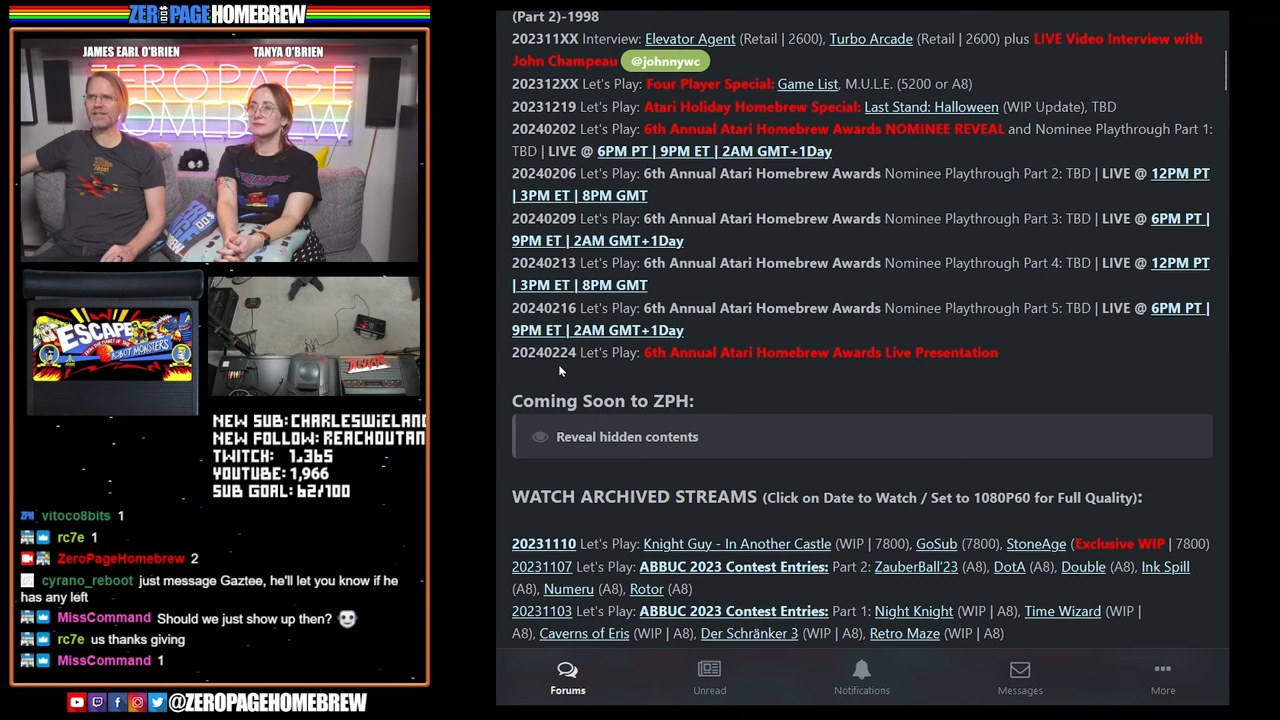 ZEROPAGEHOMEBREW
JAMES EARL O'BRIEN
TANYA O'BRIEN
ZEROPAGE
HOMEBREW
ESCAPE
FROM THE PLANET OF THE
ROBOT MONSTERS
NEW SUB: CHARLESWIELAN
NEW FOLLOW: REACHOUTAN
TWITCH: 1,365
YOUTUBE: 1,966
SUB GOAL: 62/100
vitoco8bits 1
rc7e 1
ZeroPageHomebrew 2
cyrano_reboot just message Gaztee, he'll let you know if he
has any left
MissCommand Should we just show up then?
rc7e us thanks giving
MissCommand 1
@ZEROPAGEHOMEBREW
(Part 2)-1998
202311XX Interview: Elevator Agent (Retail | 2600), Turbo Arcade (Retail | 2600) plus LIVE Video Interview with
John Champeau @johnnywc
202312XX Let's Play: Four Player Special: Game List, M.U.L.E. (5200 or A8)
20231219 Let's Play: Atari Holiday Homebrew Special: Last Stand: Halloween (WIP Update), TBD
20240202 Let's Play: 6th Annual Atari Homebrew Awards NOMINEE REVEAL and Nominee Playthrough Part 1:
TBD | LIVE @ 6PM PT | 9PM ET | 2AM GMT+1Day
20240206 Let's Play: 6th Annual Atari Homebrew Awards Nominee Playthrough Part 2: TBD | LIVE @ 12PM PT
| 3PM ET | 8PM GMT
20240209 Let's Play: 6th Annual Atari Homebrew Awards Nominee Playthrough Part 3: TBD | LIVE @ 6PM PT |
9PM ET | 2AM GMT+1Day
20240213 Let's Play: 6th Annual Atari Homebrew Awards Nominee Playthrough Part 4: TBD | LIVE @ 12PM PT
| 3PM ET | 8PM GMT
20240216 Let's Play: 6th Annual Atari Homebrew Awards Nominee Playthrough Part 5: TBD | LIVE @ 6PM PT |
9PM ET | 2AM GMT+1Day
20240224 Let's Play: 6th Annual Atari Homebrew Awards Live Presentation
Coming Soon to ZPH:
Reveal hidden contents
WATCH ARCHIVED STREAMS (Click on Date to Watch / Set to 1080P60 for Full Quality):
20231110 Let's Play: Knight Guy - In Another Castle (WIP | 7800), GoSub (7800), StoneAge (Exclusive WIP | 7800)
20231107 Let's Play: ABBUC 2023 Contest Entries: Part 2: ZauberBall'23 (A8), DotA (A8), Double (A8), Ink Spill
(A8), Numeru (A8), Rotor (A8)
20231103 Let's Play: ABBUC 2023 Contest Entries: Part 1: Night Knight (WIP | A8), Time Wizard (WIP |
A8), Caverns of Eris (WIP | A8), Der Schränker 3 (WIP | A8), Retro Maze (WIP | A8)
Forums
Unread
Notifications
Messages
More